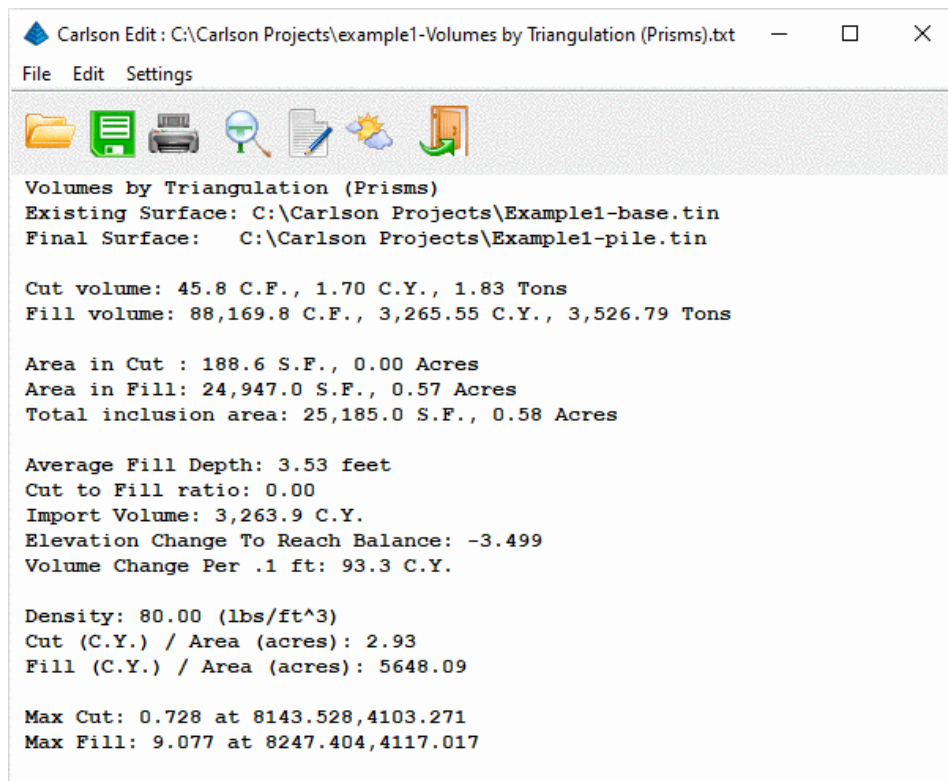 Carlson Edit : C:\Carlson Projects\example1-Volumes by Triangulation (Prisms).txt
File Edit Settings
Volumes by Triangulation (Prisms)
Existing Surface: C:\Carlson Projects\Example1-base.tin
Final Surface:   C:\Carlson Projects\Example1-pile.tin
Cut volume: 45.8 C.F., 1.70 C.Y., 1.83 Tons
Fill volume: 88,169.8 C.F., 3,265.55 C.Y., 3,526.79 Tons
Area in Cut : 188.6 S.F., 0.00 Acres
Area in Fill: 24,947.0 S.F., 0.57 Acres
Total inclusion area: 25,185.0 S.F., 0.58 Acres
Average Fill Depth: 3.53 feet
Cut to Fill ratio: 0.00
Import Volume: 3,263.9 C.Y.
Elevation Change To Reach Balance: -3.499
Volume Change Per .1 ft: 93.3 C.Y.
Density: 80.00 (lbs/ft^3)
Cut (C.Y.) / Area (acres): 2.93
Fill (C.Y.) / Area (acres): 5648.09
Max Cut: 0.728 at 8143.528,4103.271
Max Fill: 9.077 at 8247.404,4117.017